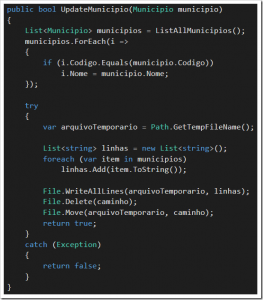 public bool UpdateMunicipio(Municipio municipio)
{
    List<Municipio> municipios = ListAllMunicipios();
    municipios.ForEach(i =>
    {
        if (i.Codigo.Equals(municipio.Codigo))
            i.Nome = municipio.Nome;
    });

    try
    {
        var arquivoTemporario = Path.GetTempFileName();

        List<string> linhas = new List<string>();
        foreach (var item in municipios)
            linhas.Add(item.ToString());

        File.WriteAllLines(arquivoTemporario, linhas);
        File.Delete(caminho);
        File.Move(arquivoTemporario, caminho);
        return true;
    }
    catch (Exception)
    {
        return false;
    }
}